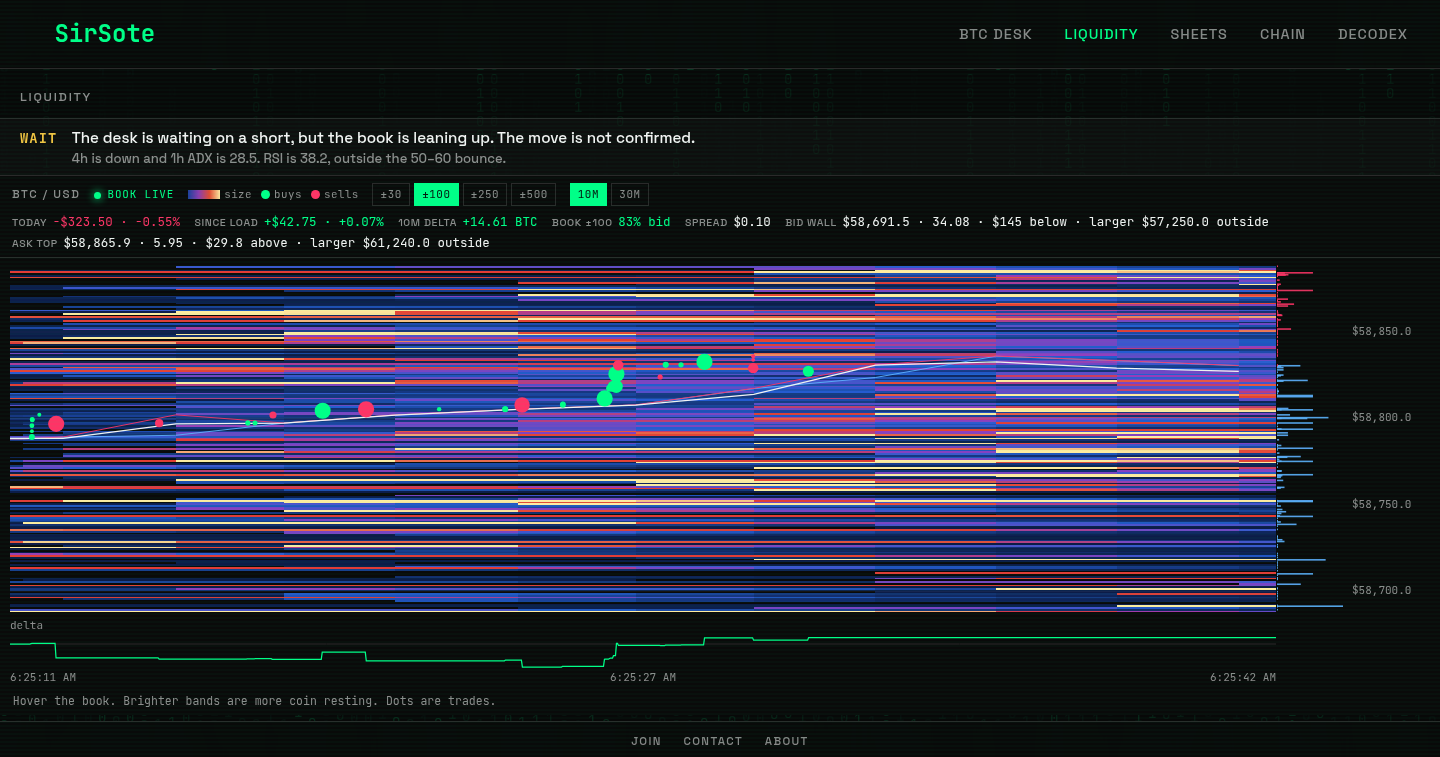 SirSote
BTC DESK LIQUIDITY SHEETS CHAIN DECODEX
LIQUIDITY
WAIT The desk is waiting on a short, but the book is leaning up. The move is not confirmed.
4h is down and 1h ADX is 28.5. RSI is 38.2, outside the 50–60 bounce.
BTC / USD BOOK LIVE size buys sells ±30 ±100 ±250 ±500 10M 30M
TODAY -$323.50 · -0.55% SINCE LOAD +$42.75 · +0.07% 10M DELTA +14.61 BTC BOOK ±100 83% bid SPREAD $0.10 BID WALL $58,691.5 · 34.08 · $145 below · larger $57,250.0 outside
ASK TOP $58,865.9 · 5.95 · $29.8 above · larger $61,240.0 outside
$58,850.0
$58,800.0
$58,750.0
$58,700.0
delta
6:25:11 AM 6:25:27 AM 6:25:42 AM
Hover the book. Brighter bands are more coin resting. Dots are trades.
JOIN CONTACT ABOUT